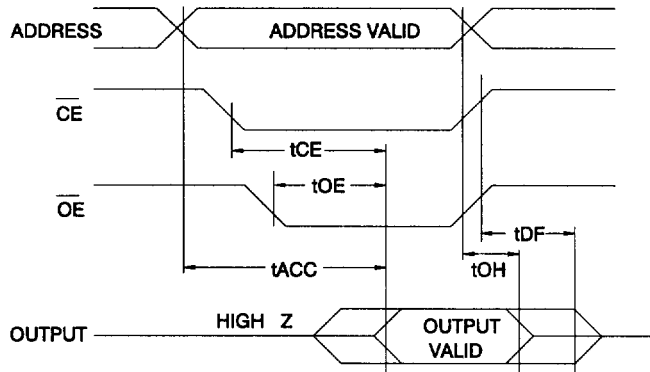 ADDRESS
ADDRESS VALID
CE
tCE
OE
tOE
tDF
tACC
tOH
OUTPUT
HIGH Z
OUTPUT
VALID